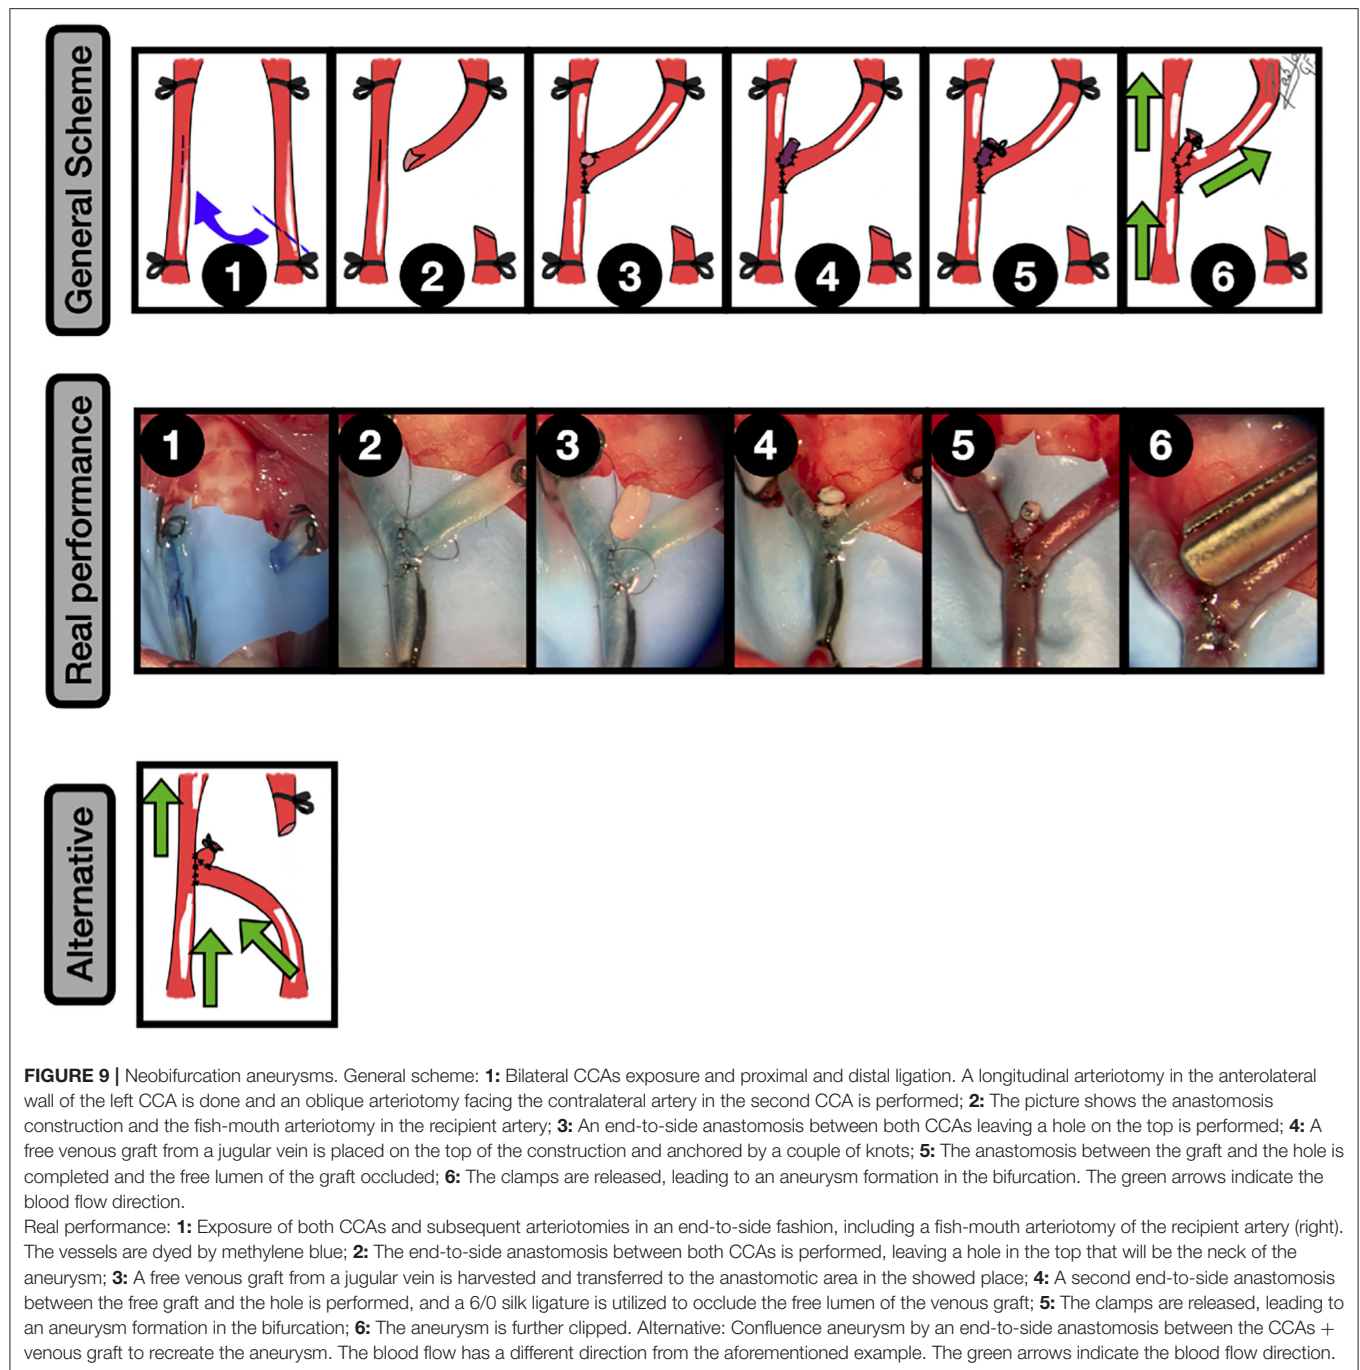 General Scheme
1 2 3 4 5 6
Real performance
1 2 3 4 5 6
Alternative
FIGURE 9 | Neobifurcation aneurysms. General scheme: 1: Bilateral CCAs exposure and proximal and distal ligation. A longitudinal arteriotomy in the anterolateral
wall of the left CCA is done and an oblique arteriotomy facing the contralateral artery in the second CCA is performed; 2: The picture shows the anastomosis
construction and the fish-mouth arteriotomy in the recipient artery; 3: An end-to-side anastomosis between both CCAs leaving a hole on the top is performed; 4: A
free venous graft from a jugular vein is placed on the top of the construction and anchored by a couple of knots; 5: The anastomosis between the graft and the hole is
completed and the free lumen of the graft occluded; 6: The clamps are released, leading to an aneurysm formation in the bifurcation. The green arrows indicate the
blood flow direction.
Real performance: 1: Exposure of both CCAs and subsequent arteriotomies in an end-to-side fashion, including a fish-mouth arteriotomy of the recipient artery (right).
The vessels are dyed by methylene blue; 2: The end-to-side anastomosis between both CCAs is performed, leaving a hole in the top that will be the neck of the
aneurysm; 3: A free venous graft from a jugular vein is harvested and transferred to the anastomotic area in the showed place; 4: A second end-to-side anastomosis
between the free graft and the hole is performed, and a 6/0 silk ligature is utilized to occlude the free lumen of the venous graft; 5: The clamps are released, leading to
an aneurysm formation in the bifurcation; 6: The aneurysm is further clipped. Alternative: Confluence aneurysm by an end-to-side anastomosis between the CCAs +
venous graft to recreate the aneurysm. The blood flow has a different direction from the aforementioned example. The green arrows indicate the blood flow direction.